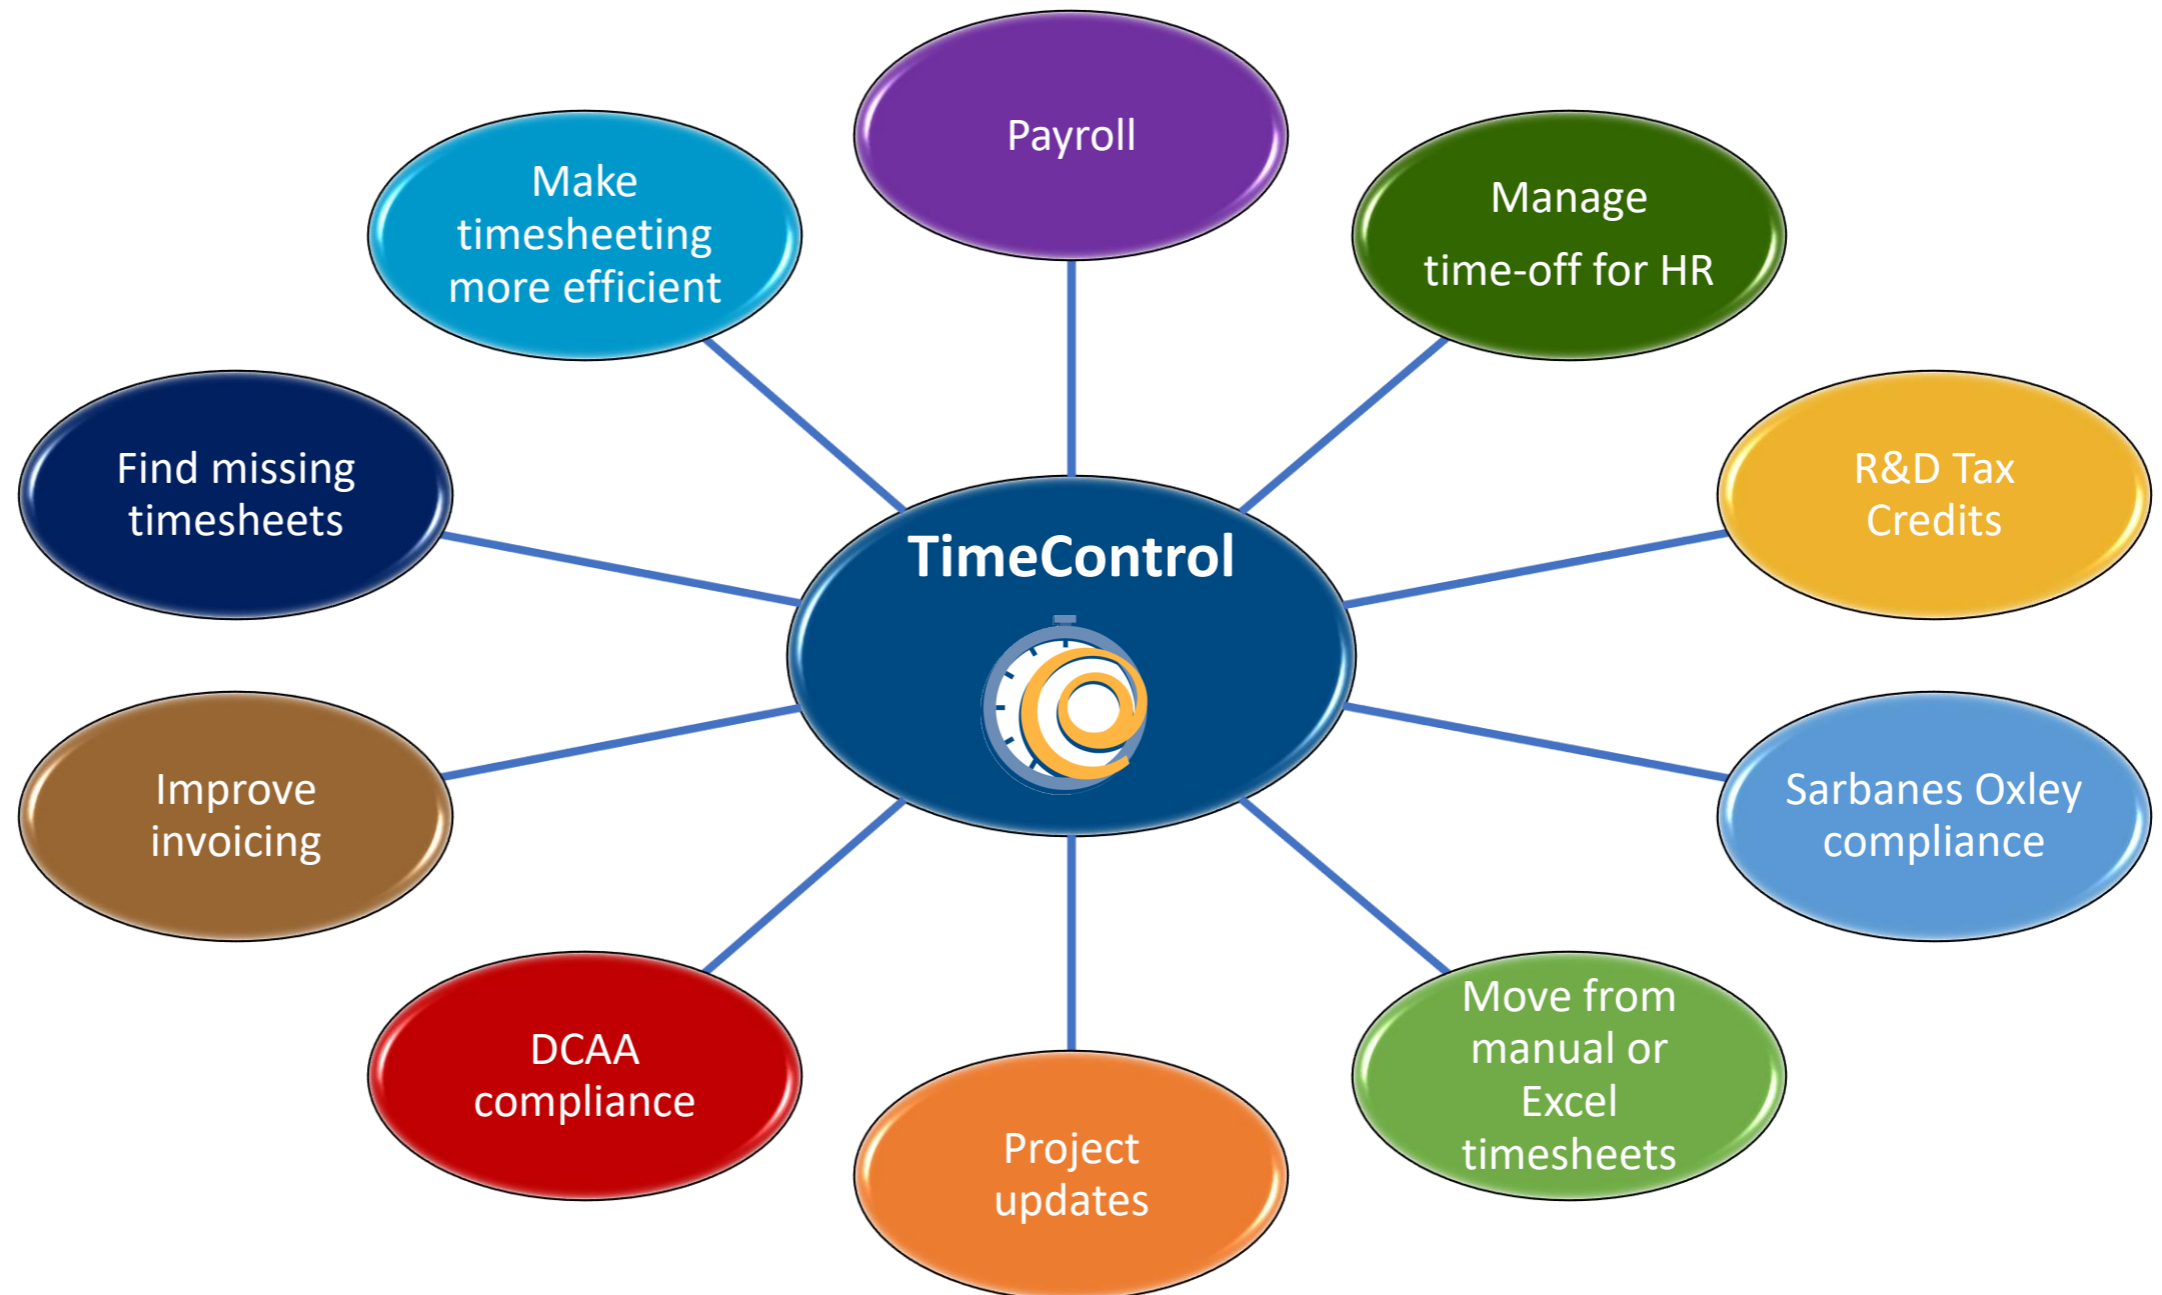 Payroll
Make
timesheeting
more efficient
Manage
time-off for HR
Find missing
timesheets
R&D Tax
Credits
TimeControl
Improve
invoicing
Sarbanes Oxley
compliance
DCAA
compliance
Move from
manual or
Excel
timesheets
Project
updates